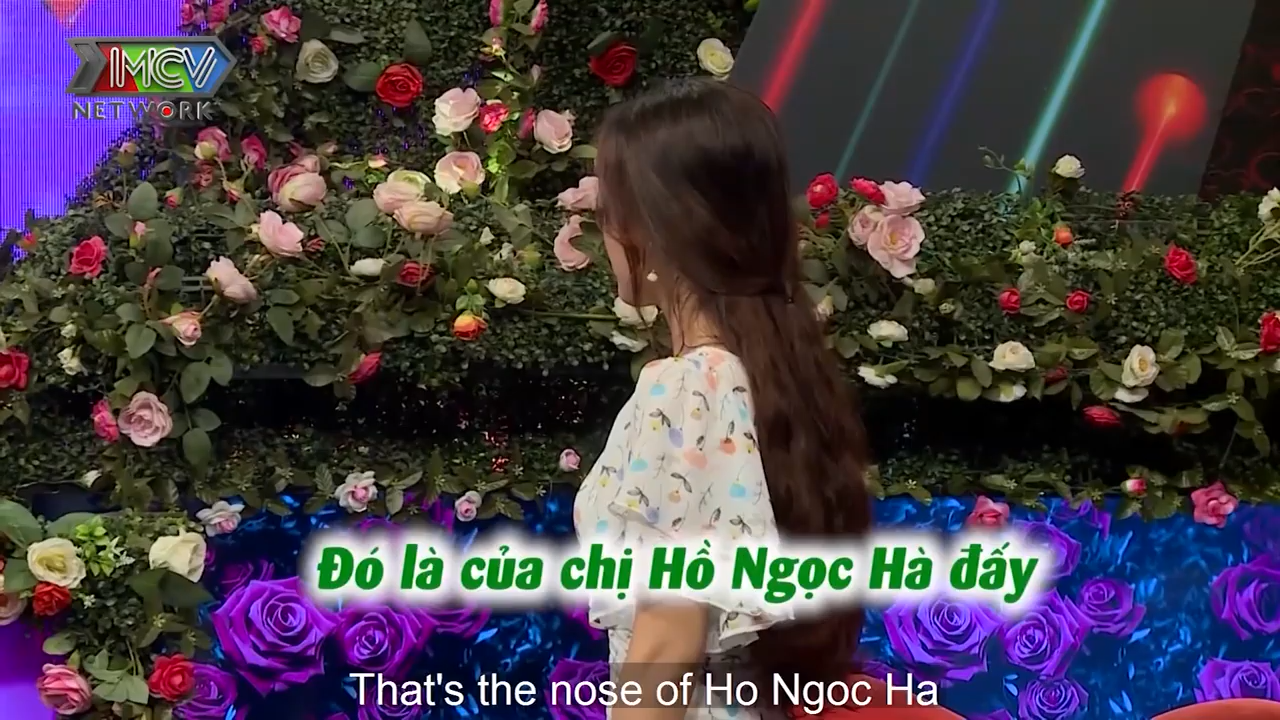 MCV
NETWORK
Đó là của chị Hồ Ngọc Hà đấy
That's the nose of Ho Ngoc Ha